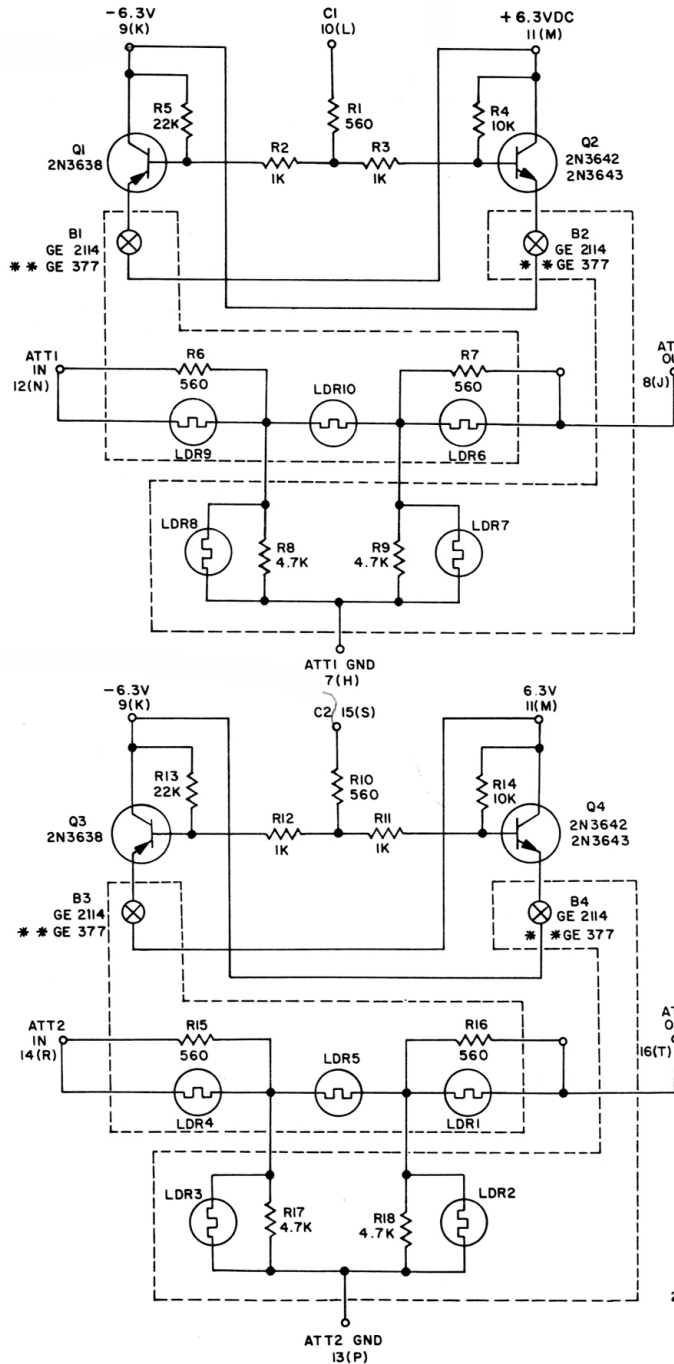 -6.3V
9(K)
C1
10(L)
+6.3VDC
11(M)
R5
22K
R1
560
R4
10K
Q1
2N3638
R2
1K
R3
1K
Q2
2N3642
2N3643
B1
GE 2114
** GE 377
B2
GE 2114
** GE 377
ATT1
IN
12(N)
R6
560
R7
560
8(J)
LDR10
LDR9
LDR6
LDR8
R8
4.7K
R9
4.7K
LDR7
ATT1 GND
7(H)
-6.3V
9(K)
C2 15(S)
6.3V
11(M)
R13
22K
R10
560
R14
10K
Q3
2N3638
R12
1K
R11
1K
Q4
2N3642
2N3643
B3
GE 2114
** GE 377
B4
GE 2114
** GE 377
ATT2
IN
14(R)
R15
560
R16
560
16(T)
LDR5
LDR4
LDR1
LDR3
R17
4.7K
R18
4.7K
LDR2
ATT2 GND
13(P)